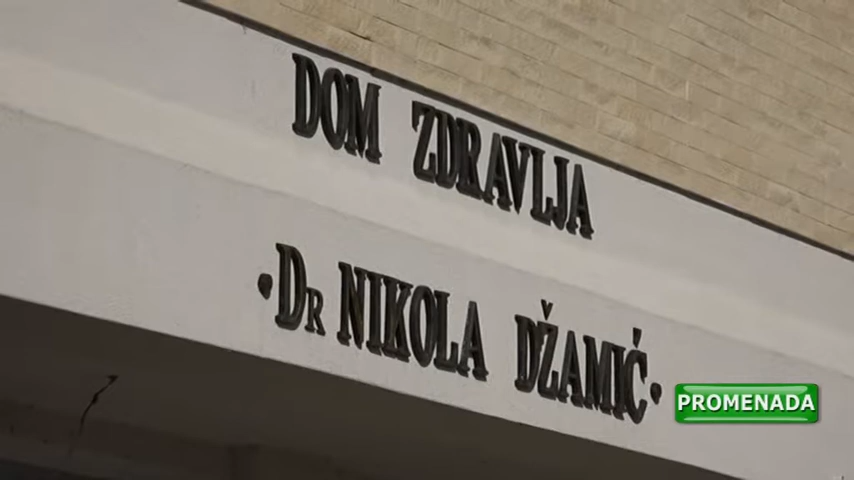 DOM ZDRAVLJA
·DR NIKOLA DŽAMIĆ·
PROMENADA